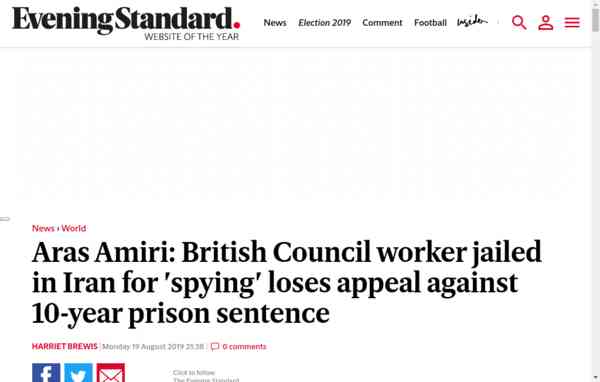 Evening Standard.
WEBSITE OF THE YEAR
News Election 2019 Comment Football insider
News › World
Aras Amiri: British Council worker jailed
in Iran for 'spying' loses appeal against
10-year prison sentence
HARRIET BREWIS | Monday 19 August 2019 21:38 | 0 comments
Click to follow
The Evening Standard